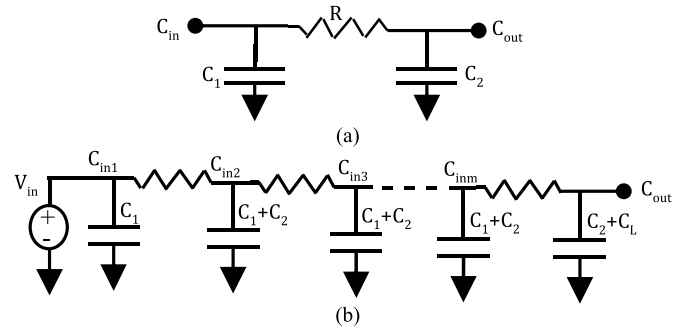 C_in R C_out
C_1 C_2
(a)
C_in1 C_in2 C_in3 C_inm
V_in C_out
+ C_1 C_1+C_2 C_1+C_2 C_1+C_2 C_2+C_L
-
(b)